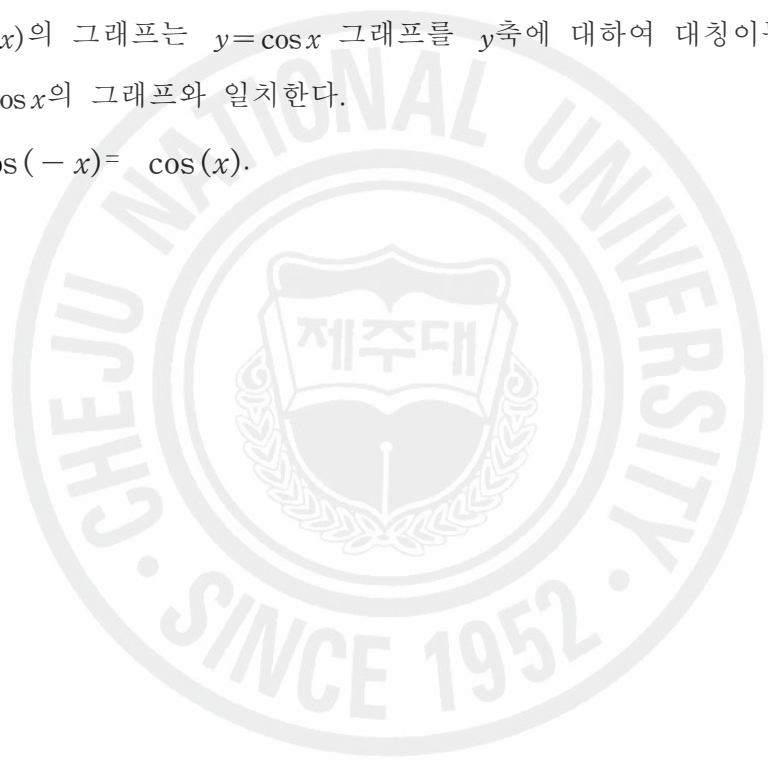 x)의 그래프는 y=cos x 그래프를 y축에 대하여 대칭이
os x의 그래프와 일치한다.
os(-x)= cos(x).
CHEJU NATIONAL UNIVERSITY
제주대
· SINCE 1952 ·